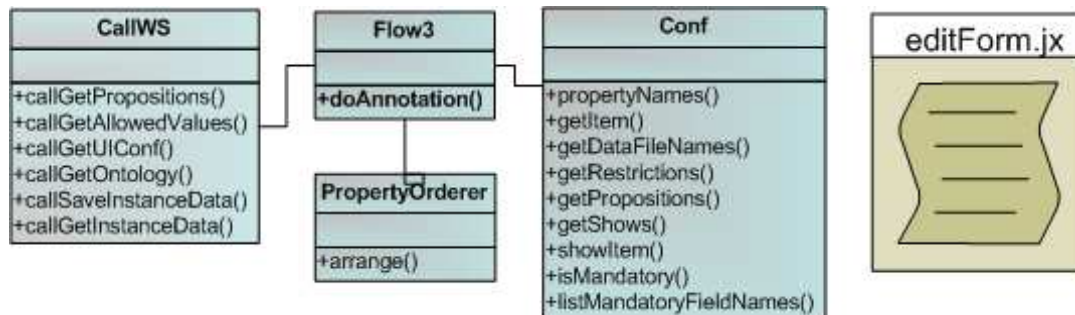 CallWS
+callGetPropositions()
+callGetAllowedValues()
+callGetUIConf()
+callGetOntology()
+callSaveInstanceData()
+callGetInstanceData()
Flow3
+doAnnotation()
PropertyOrderer
+arrange()
Conf
+propertyNames()
+getItem()
+getDataFileNames()
+getRestrictions()
+getPropositions()
+getShows()
+showItem()
+isMandatory()
+listMandatoryFieldNames()
editForm.jx